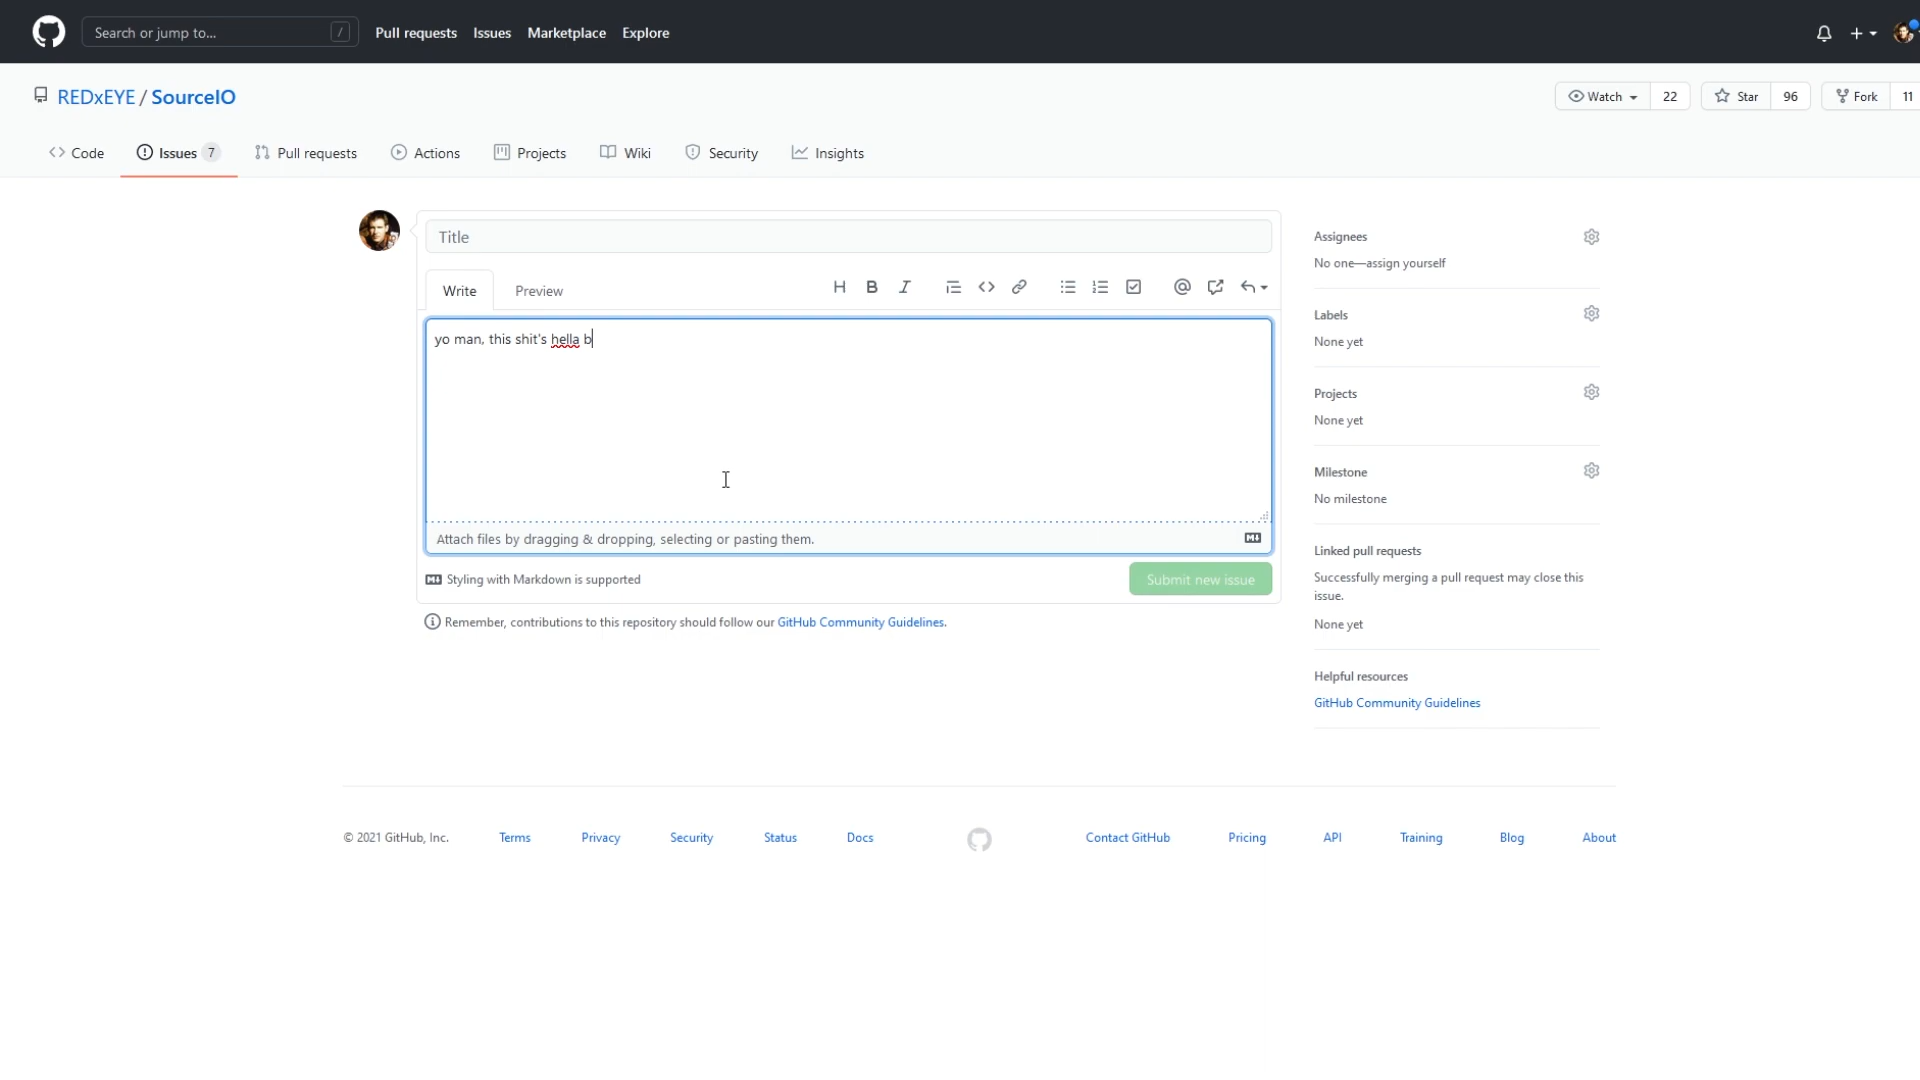 Search or jump to... /
Pull requests Issues Marketplace Explore
REDxEYE / SourceIO
Watch 22 Star 96 Fork 11
Code Issues 7 Pull requests Actions Projects Wiki Security Insights
Title
Write Preview
yo man, this shit's hella b
Attach files by dragging & dropping, selecting or pasting them.
Styling with Markdown is supported
Submit new issue
Remember, contributions to this repository should follow our GitHub Community Guidelines.
Assignees
No one—assign yourself
Labels
None yet
Projects
None yet
Milestone
No milestone
Linked pull requests
Successfully merging a pull request may close this
issue.
None yet
Helpful resources
GitHub Community Guidelines
© 2021 GitHub, Inc. Terms Privacy Security Status Docs Contact GitHub Pricing API Training Blog About